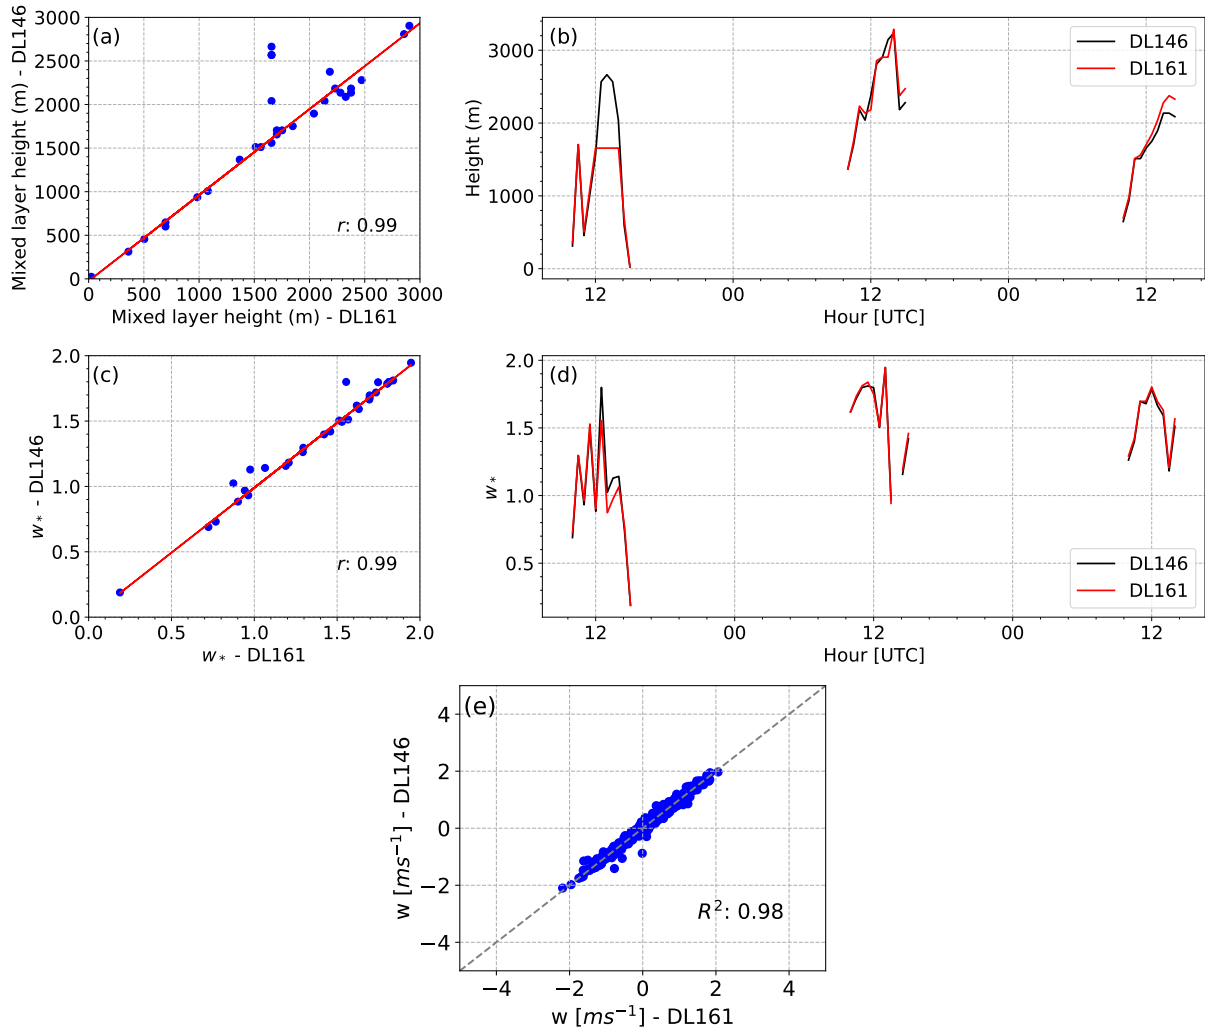 (a)
3000
2500
2000
1500
1000
500
0
Mixed layer height (m) - DL146
r: 0.99
0 500 1000 1500 2000 2500 3000
Mixed layer height (m) - DL161
(b)
3000
2000
1000
0
Height (m)
DL146
DL161
12 00 12 00 12
Hour [UTC]
(c)
2.0
1.5
1.0
0.5
0.0
w* - DL146
r: 0.99
0.0 0.5 1.0 1.5 2.0
w* - DL161
(d)
2.0
1.5
1.0
0.5
w*
DL146
DL161
12 00 12 00 12
Hour [UTC]
(e)
4
2
0
−2
−4
w [ms⁻¹] - DL146
R²: 0.98
−4 −2 0 2 4
w [ms⁻¹] - DL161